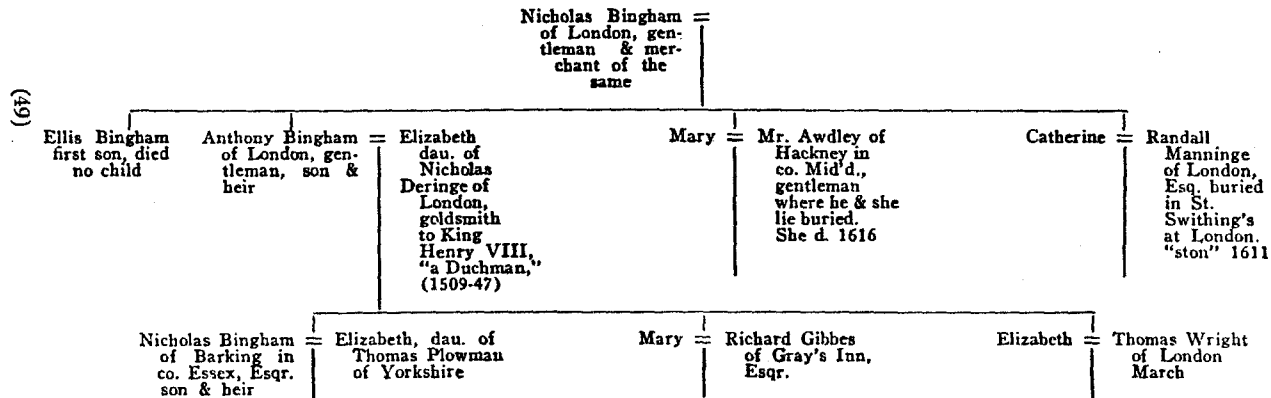 Nicholas Bingham =
of London, gen-
tleman & mer-
chant of the
same
(49)
Ellis Bingham
first son, died
no child
Anthony Bingham =
of London, gen-
tleman, son &
heir
Elizabeth
dau. of
Nicholas
Deringe of
London,
goldsmith
to King
Henry VIII,
"a Duchman,"
(1509-47)
Mary =
Mr. Awdley of
Hackney in
co. Mid'd.,
gentleman
where he & she
lie buried.
She d. 1616
Catherine =
Randall
Manninge
of London,
Esq. buried
in St.
Swithing's
at London.
"ston" 1611
Nicholas Bingham =
of Barking in
co. Essex, Esqr.
son & heir
Elizabeth, dau. of
Thomas Plowman
of Yorkshire
Mary =
Richard Gibbes
of Gray's Inn,
Esqr.
Elizabeth =
Thomas Wright
of London
March